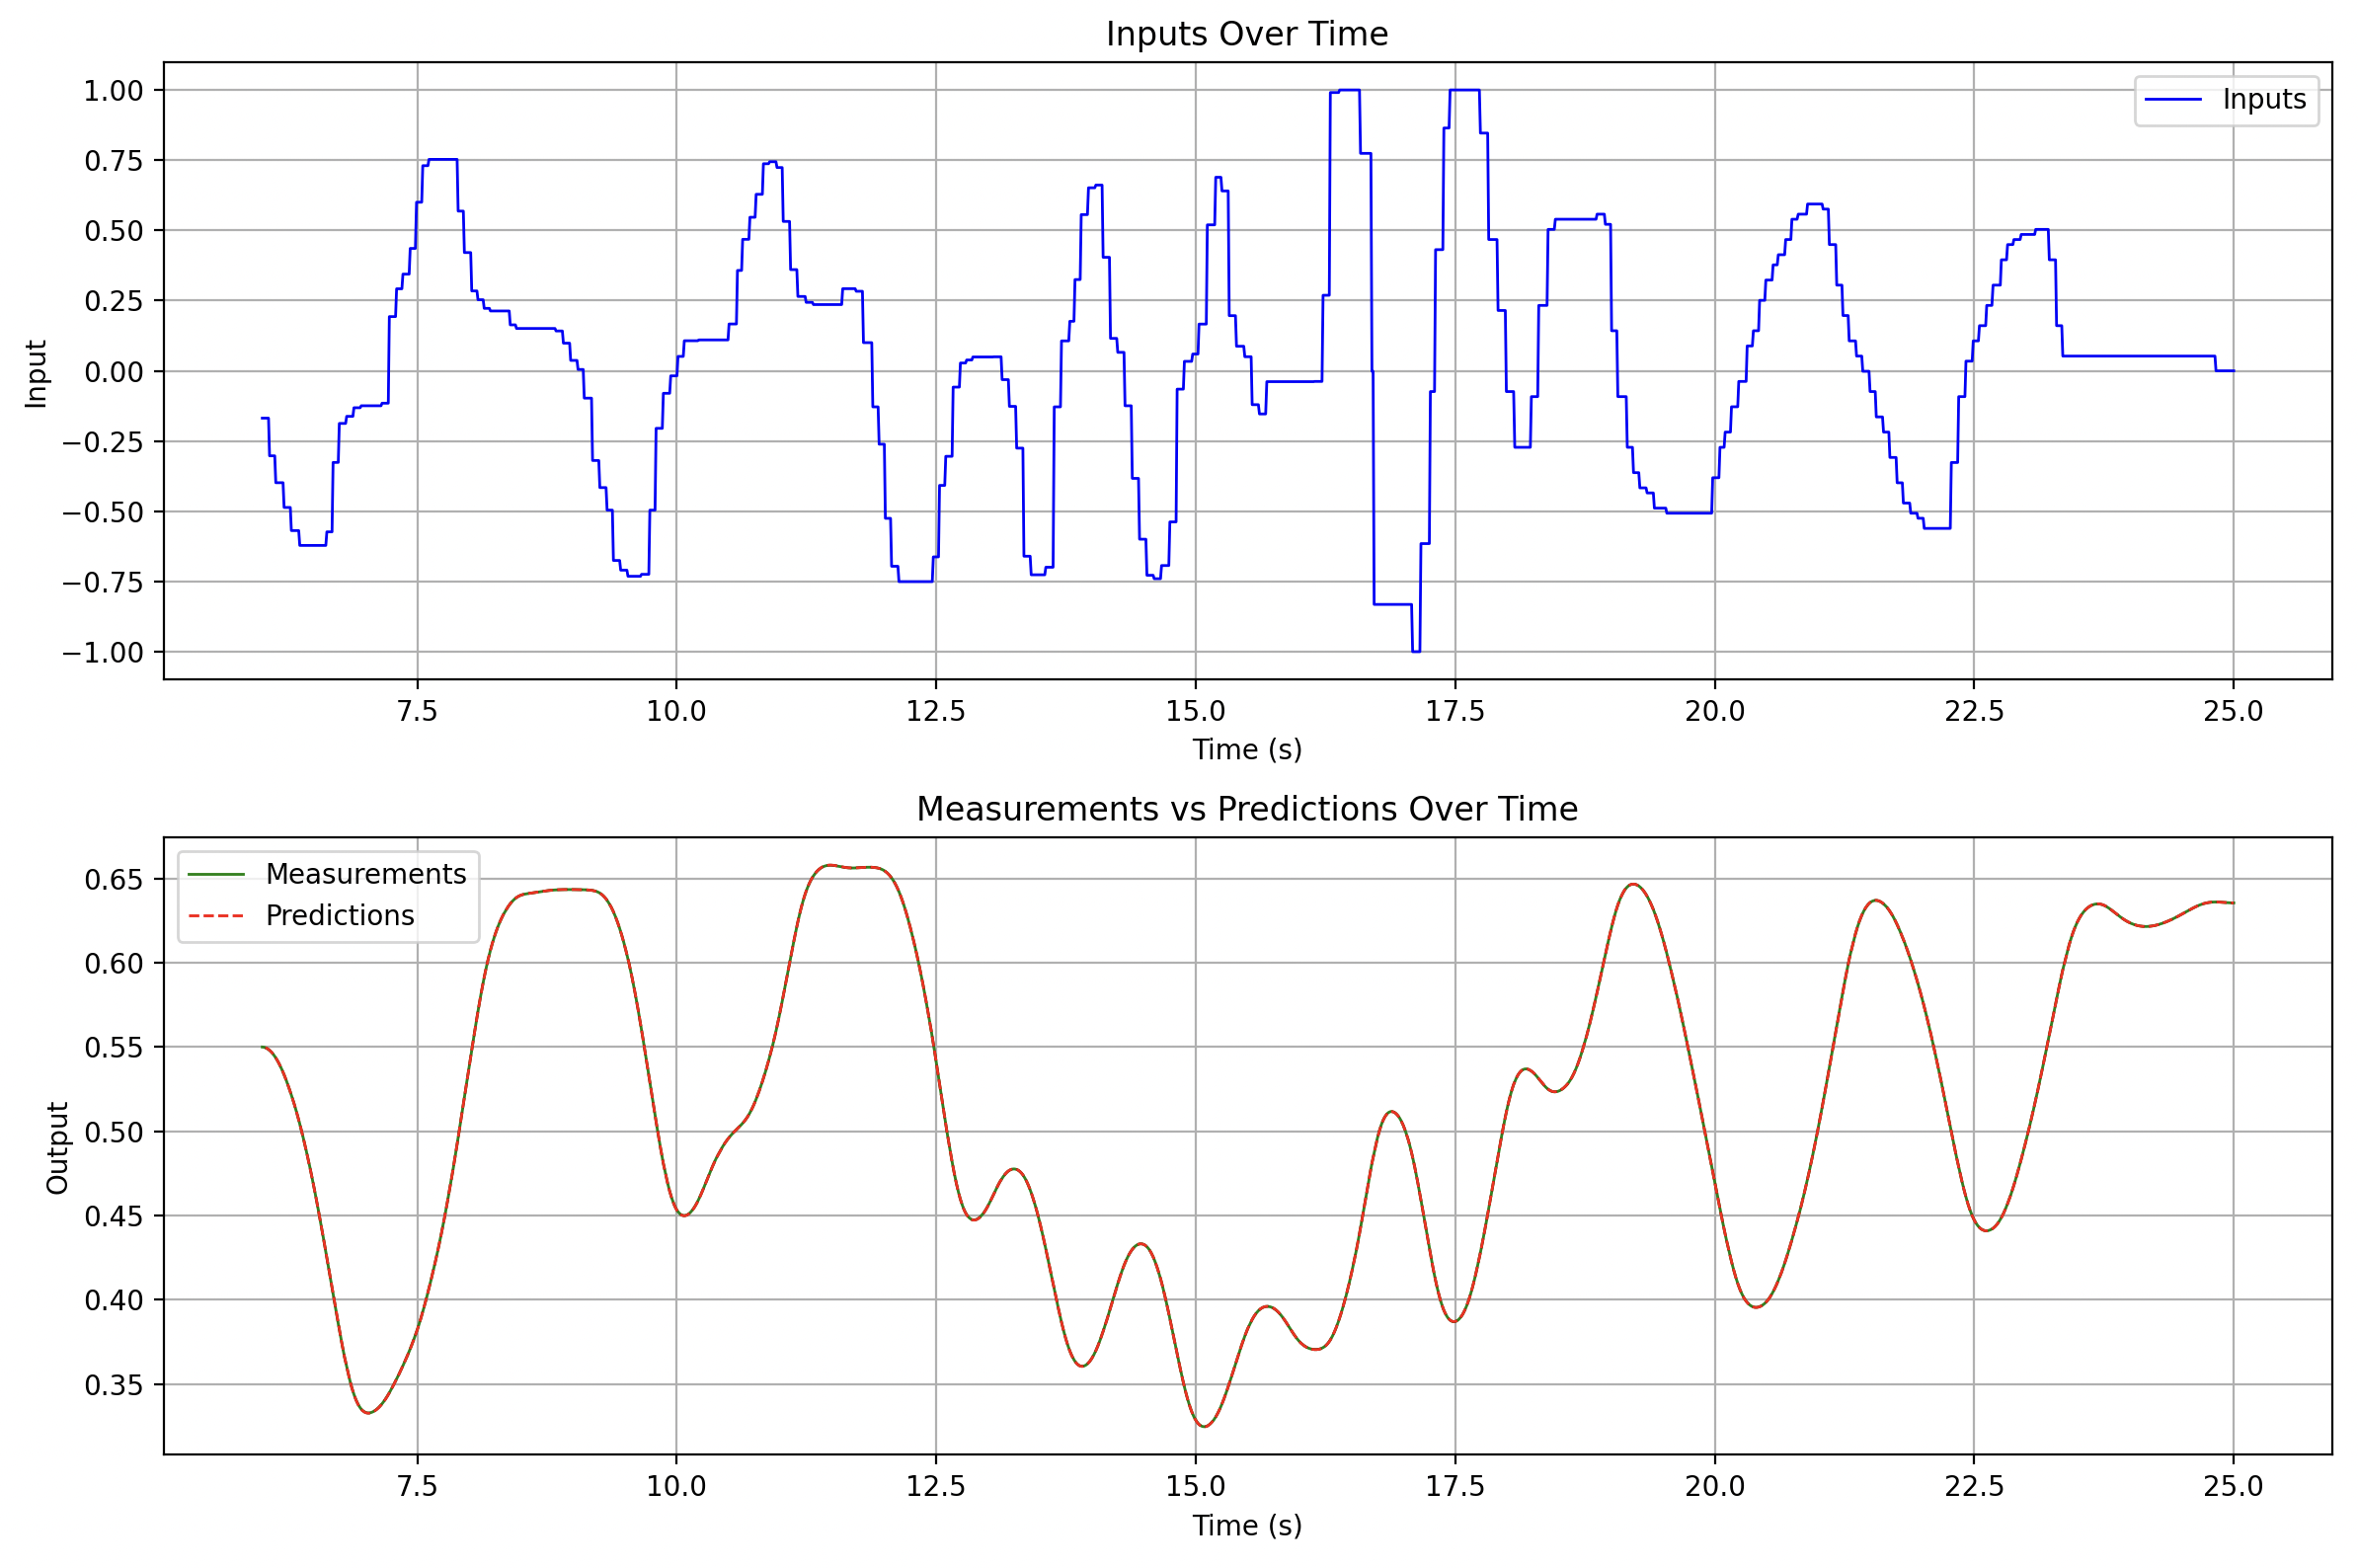 Inputs Over Time
Inputs
1.00
0.75
0.50
0.25
0.00
−0.25
−0.50
−0.75
−1.00
Input
7.5 10.0 12.5 15.0 17.5 20.0 22.5 25.0
Time (s)
Measurements vs Predictions Over Time
Measurements
Predictions
0.65
0.60
0.55
0.50
0.45
0.40
0.35
Output
7.5 10.0 12.5 15.0 17.5 20.0 22.5 25.0
Time (s)